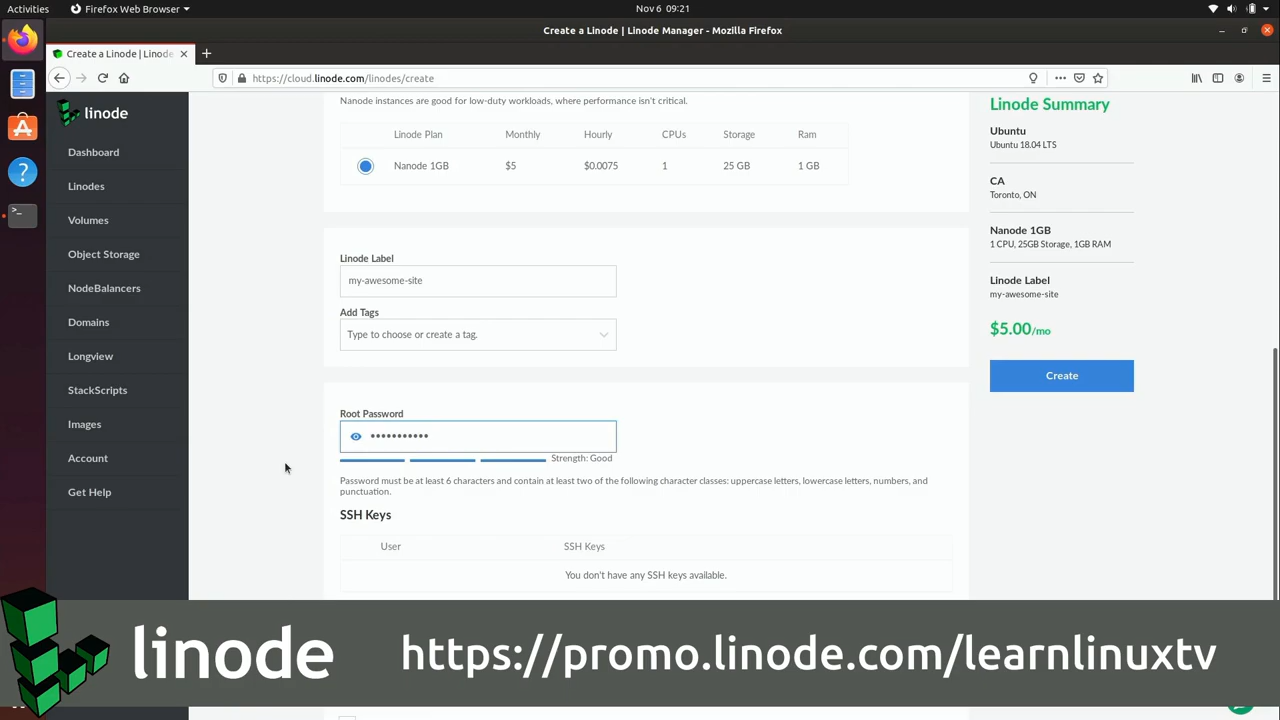 Activities
Firefox Web Browser
Nov 6 09:21
Create a Linode | Linode Manager - Mozilla Firefox
Create a Linode | Linode
https://cloud.linode.com/linodes/create
linode
Dashboard
Linodes
Volumes
Object Storage
NodeBalancers
Domains
Longview
StackScripts
Images
Account
Get Help
Nanode instances are good for low-duty workloads, where performance isn't critical.
Linode Plan Monthly Hourly CPUs Storage Ram
Nanode 1GB $5 $0.0075 1 25 GB 1 GB
Linode Label
my-awesome-site
Add Tags
Type to choose or create a tag.
Root Password
•••••••••••
Strength: Good
Password must be at least 6 characters and contain at least two of the following character classes: uppercase letters, lowercase letters, numbers, and
punctuation.
SSH Keys
User SSH Keys
You don't have any SSH keys available.
Linode Summary
Ubuntu
Ubuntu 18.04 LTS
CA
Toronto, ON
Nanode 1GB
1 CPU, 25GB Storage, 1GB RAM
Linode Label
my-awesome-site
$5.00/mo
Create
linode https://promo.linode.com/learnlinuxtv